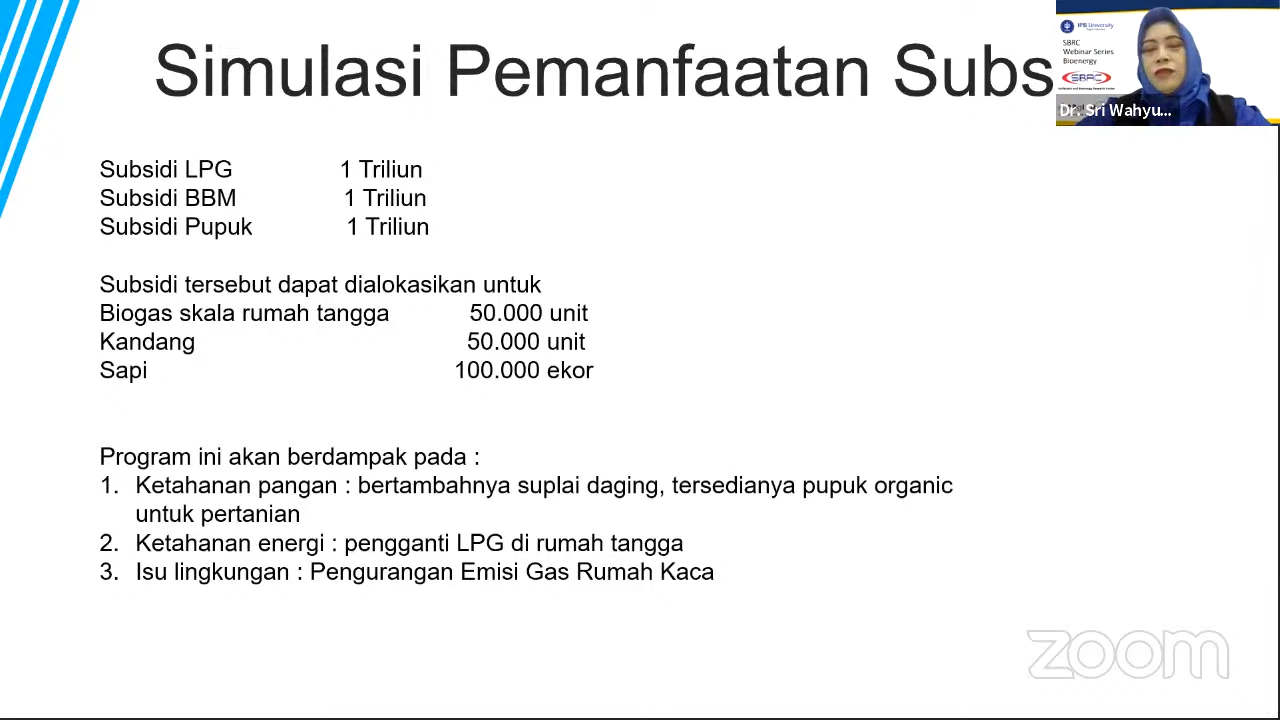 Simulasi Pemanfaatan Subs
IPB University
SBRC
Webinar Series
Bioenergy
SBRC
Dr. Sri Wahyu...
Subsidi LPG 1 Triliun
Subsidi BBM 1 Triliun
Subsidi Pupuk 1 Triliun
Subsidi tersebut dapat dialokasikan untuk
Biogas skala rumah tangga 50.000 unit
Kandang 50.000 unit
Sapi 100.000 ekor
Program ini akan berdampak pada :
1. Ketahanan pangan : bertambahnya suplai daging, tersedianya pupuk organic
untuk pertanian
2. Ketahanan energi : pengganti LPG di rumah tangga
3. Isu lingkungan : Pengurangan Emisi Gas Rumah Kaca
zoom